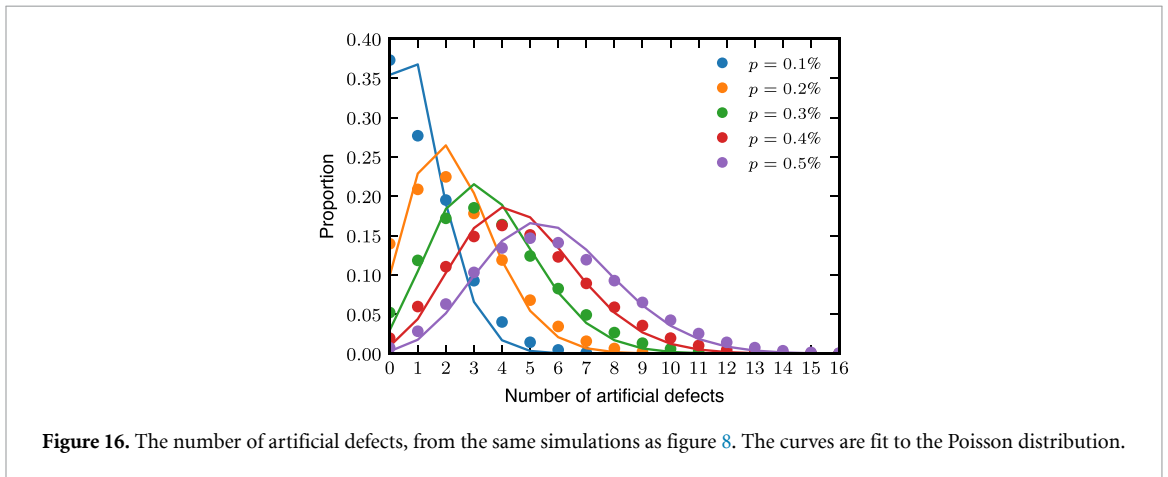 0.40
0.35
0.30
0.25
0.20
0.15
0.10
0.05
0.00
Proportion
p = 0.1%
p = 0.2%
p = 0.3%
p = 0.4%
p = 0.5%
0 1 2 3 4 5 6 7 8 9 10 11 12 13 14 15 16
Number of artificial defects
Figure 16. The number of artificial defects, from the same simulations as figure 8. The curves are fit to the Poisson distribution.